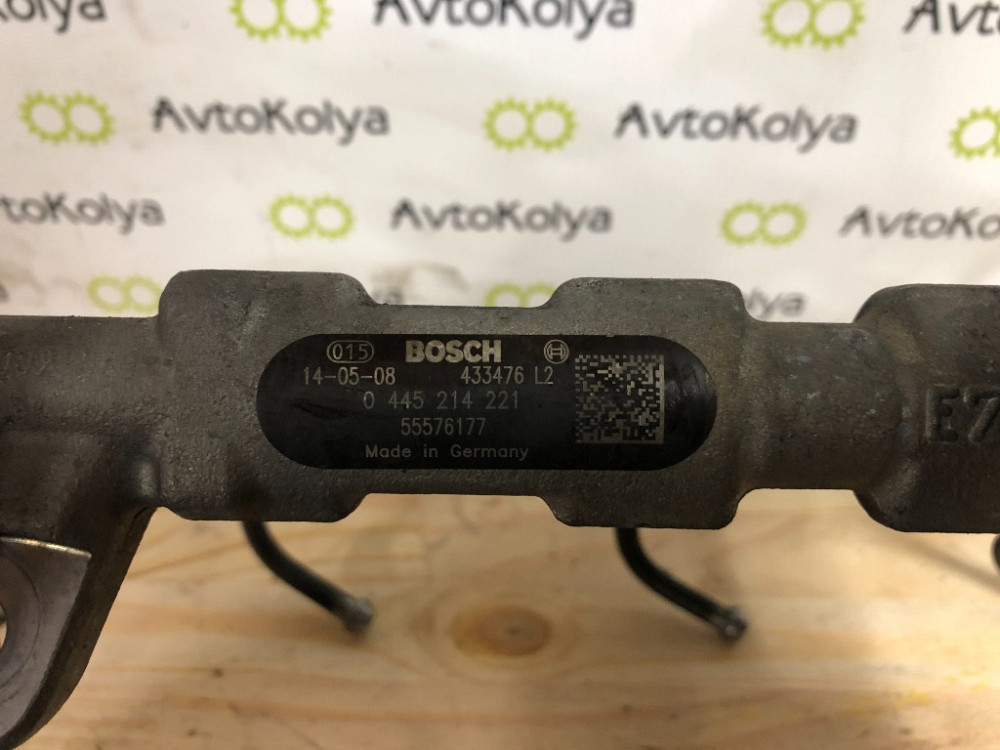 AvtoKolya
AvtoKolya AvtoKolya
AvtoKolya AvtoKolya
015 BOSCH
14-05-08 433476 L2
0 445 214 221
55576177
Made in Germany
E7